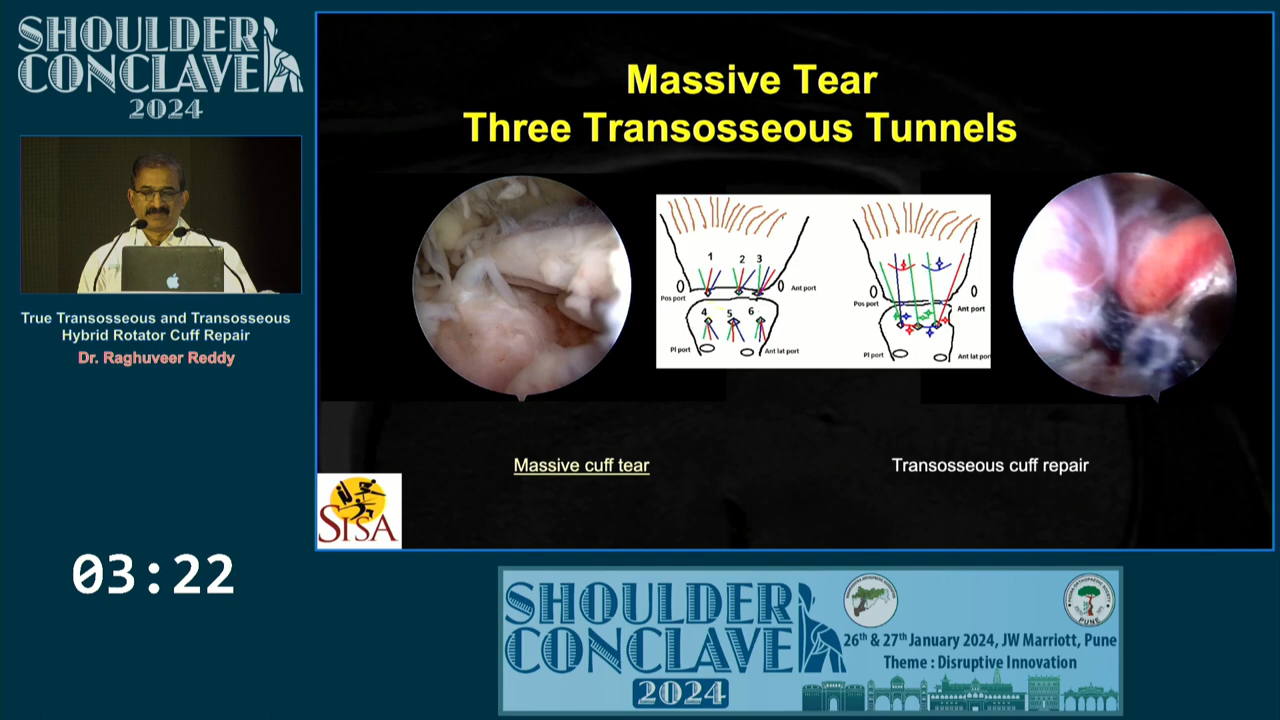 SHOULDER
CONCLAVE
2024
True Transosseous and Transosseous
Hybrid Rotator Cuff Repair
Dr. Raghuveer Reddy
03:22
Massive Tear
Three Transosseous Tunnels
1 2 3
Pos port Ant port
4 5 6
Pl port Ant lat port
Pos port Ant port
Pl port Ant lat port
Massive cuff tear
Transosseous cuff repair
SISA
SHOULDER
CONCLAVE
2024
26th & 27th January 2024, JW Marriott, Pune
Theme : Disruptive Innovation
PUNE